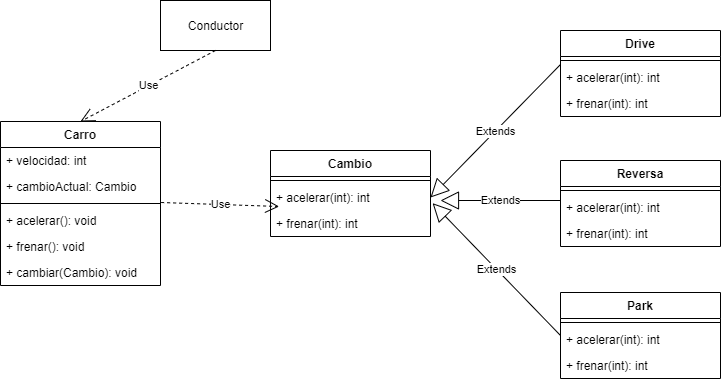 Conductor
Use
Carro
+ velocidad: int
+ cambioActual: Cambio
+ acelerar(): void
+ frenar(): void
+ cambiar(Cambio): void
Use
Cambio
+ acelerar(int): int
+ frenar(int): int
Extends
Extends
Extends
Drive
+ acelerar(int): int
+ frenar(int): int
Reversa
+ acelerar(int): int
+ frenar(int): int
Park
+ acelerar(int): int
+ frenar(int): int